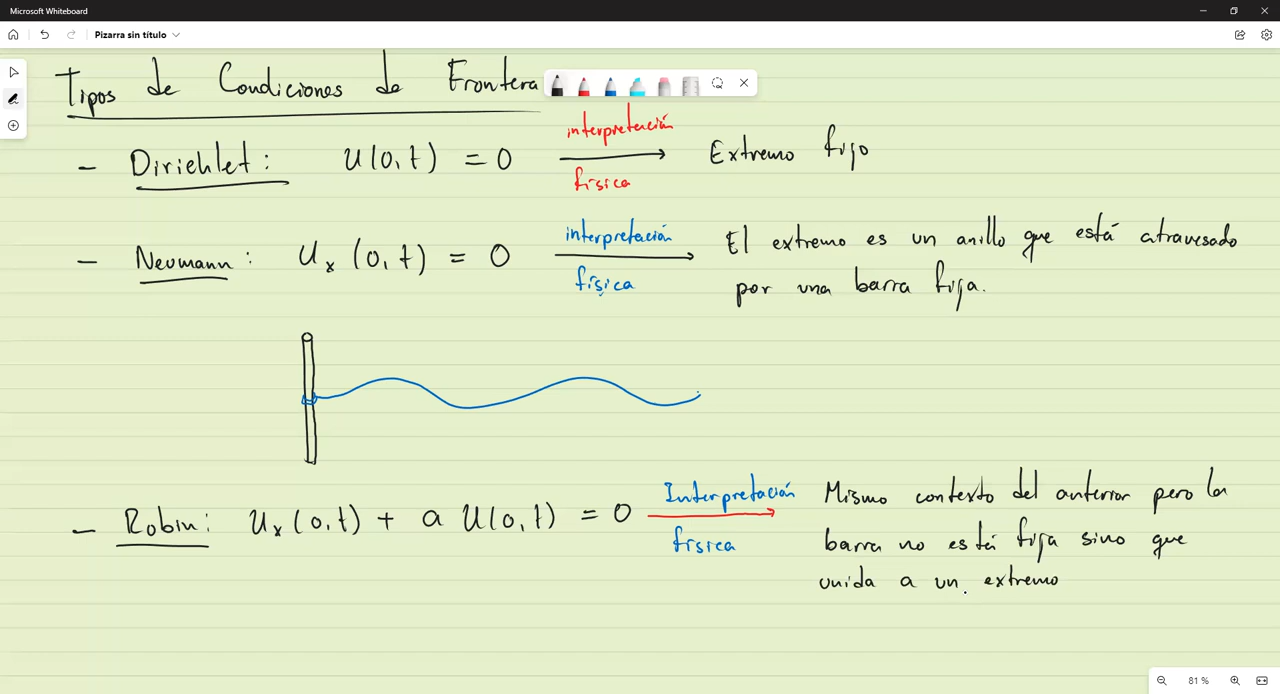 Microsoft Whiteboard
Pizarra sin título
Tipos de Condiciones de Frontera
- Dirichlet: U(0,t) = 0 interpretación física Extremo fijo
- Neumann: Ux(0,t) = 0 interpretación física El extremo es un anillo que está atravesado
por una barra fija.
- Robin: Ux(0,t) + a U(0,t) = 0 Interpretación física Mismo contexto del anterior pero la
barra no está fija sino que
unida a un extremo
81 %